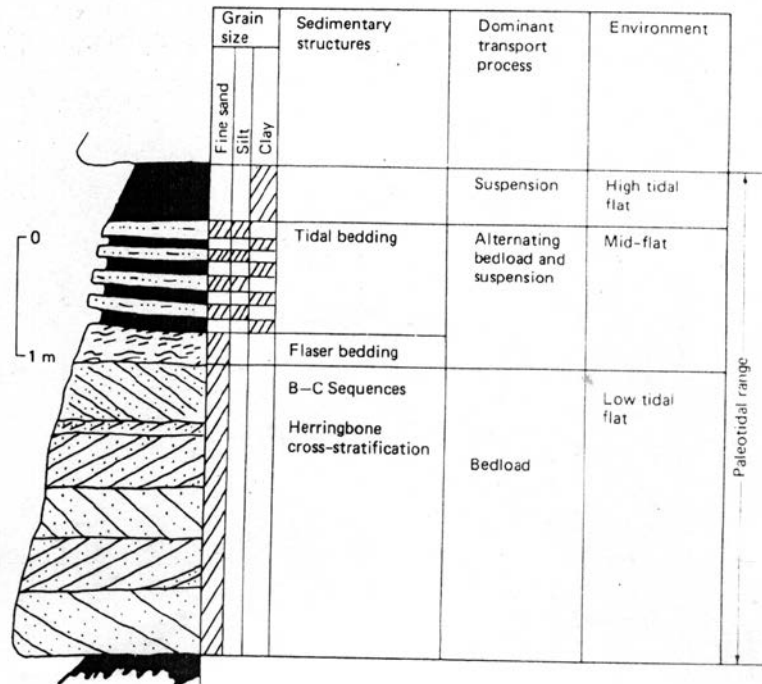 Grain
size
Sedimentary
structures
Dominant
transport
process
Environment
Fine sand
Silt
Clay
Suspension
High tidal
flat
0
Tidal bedding
Alternating
bedload and
suspension
Mid-flat
1 m
Flaser bedding
B–C Sequences
Herringbone
cross-stratification
Bedload
Low tidal
flat
Paleotidal range